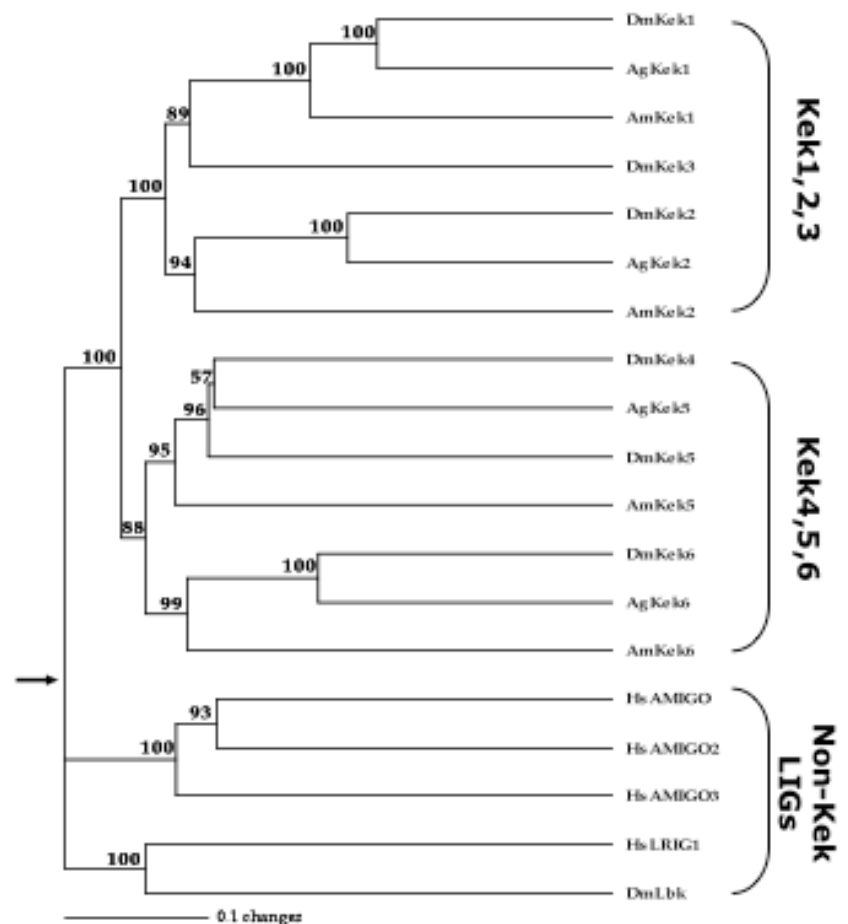 DmKek1
100
AgKek1
100
AmKek1
89
DmKek3
100
DmKek2
100
AgKek2
94
AmKek2
Kek1,2,3
100
DmKek4
57
AgKek5
96
DmKek5
95
AmKek5
88
DmKek6
100
AgKek6
99
AmKek6
Kek4,5,6
Hs AMIGO
93
Hs AMIGO2
100
Hs AMIGO3
Hs LRIG1
100
DmLbk
Non-Kek
LIGs
0.1 changes